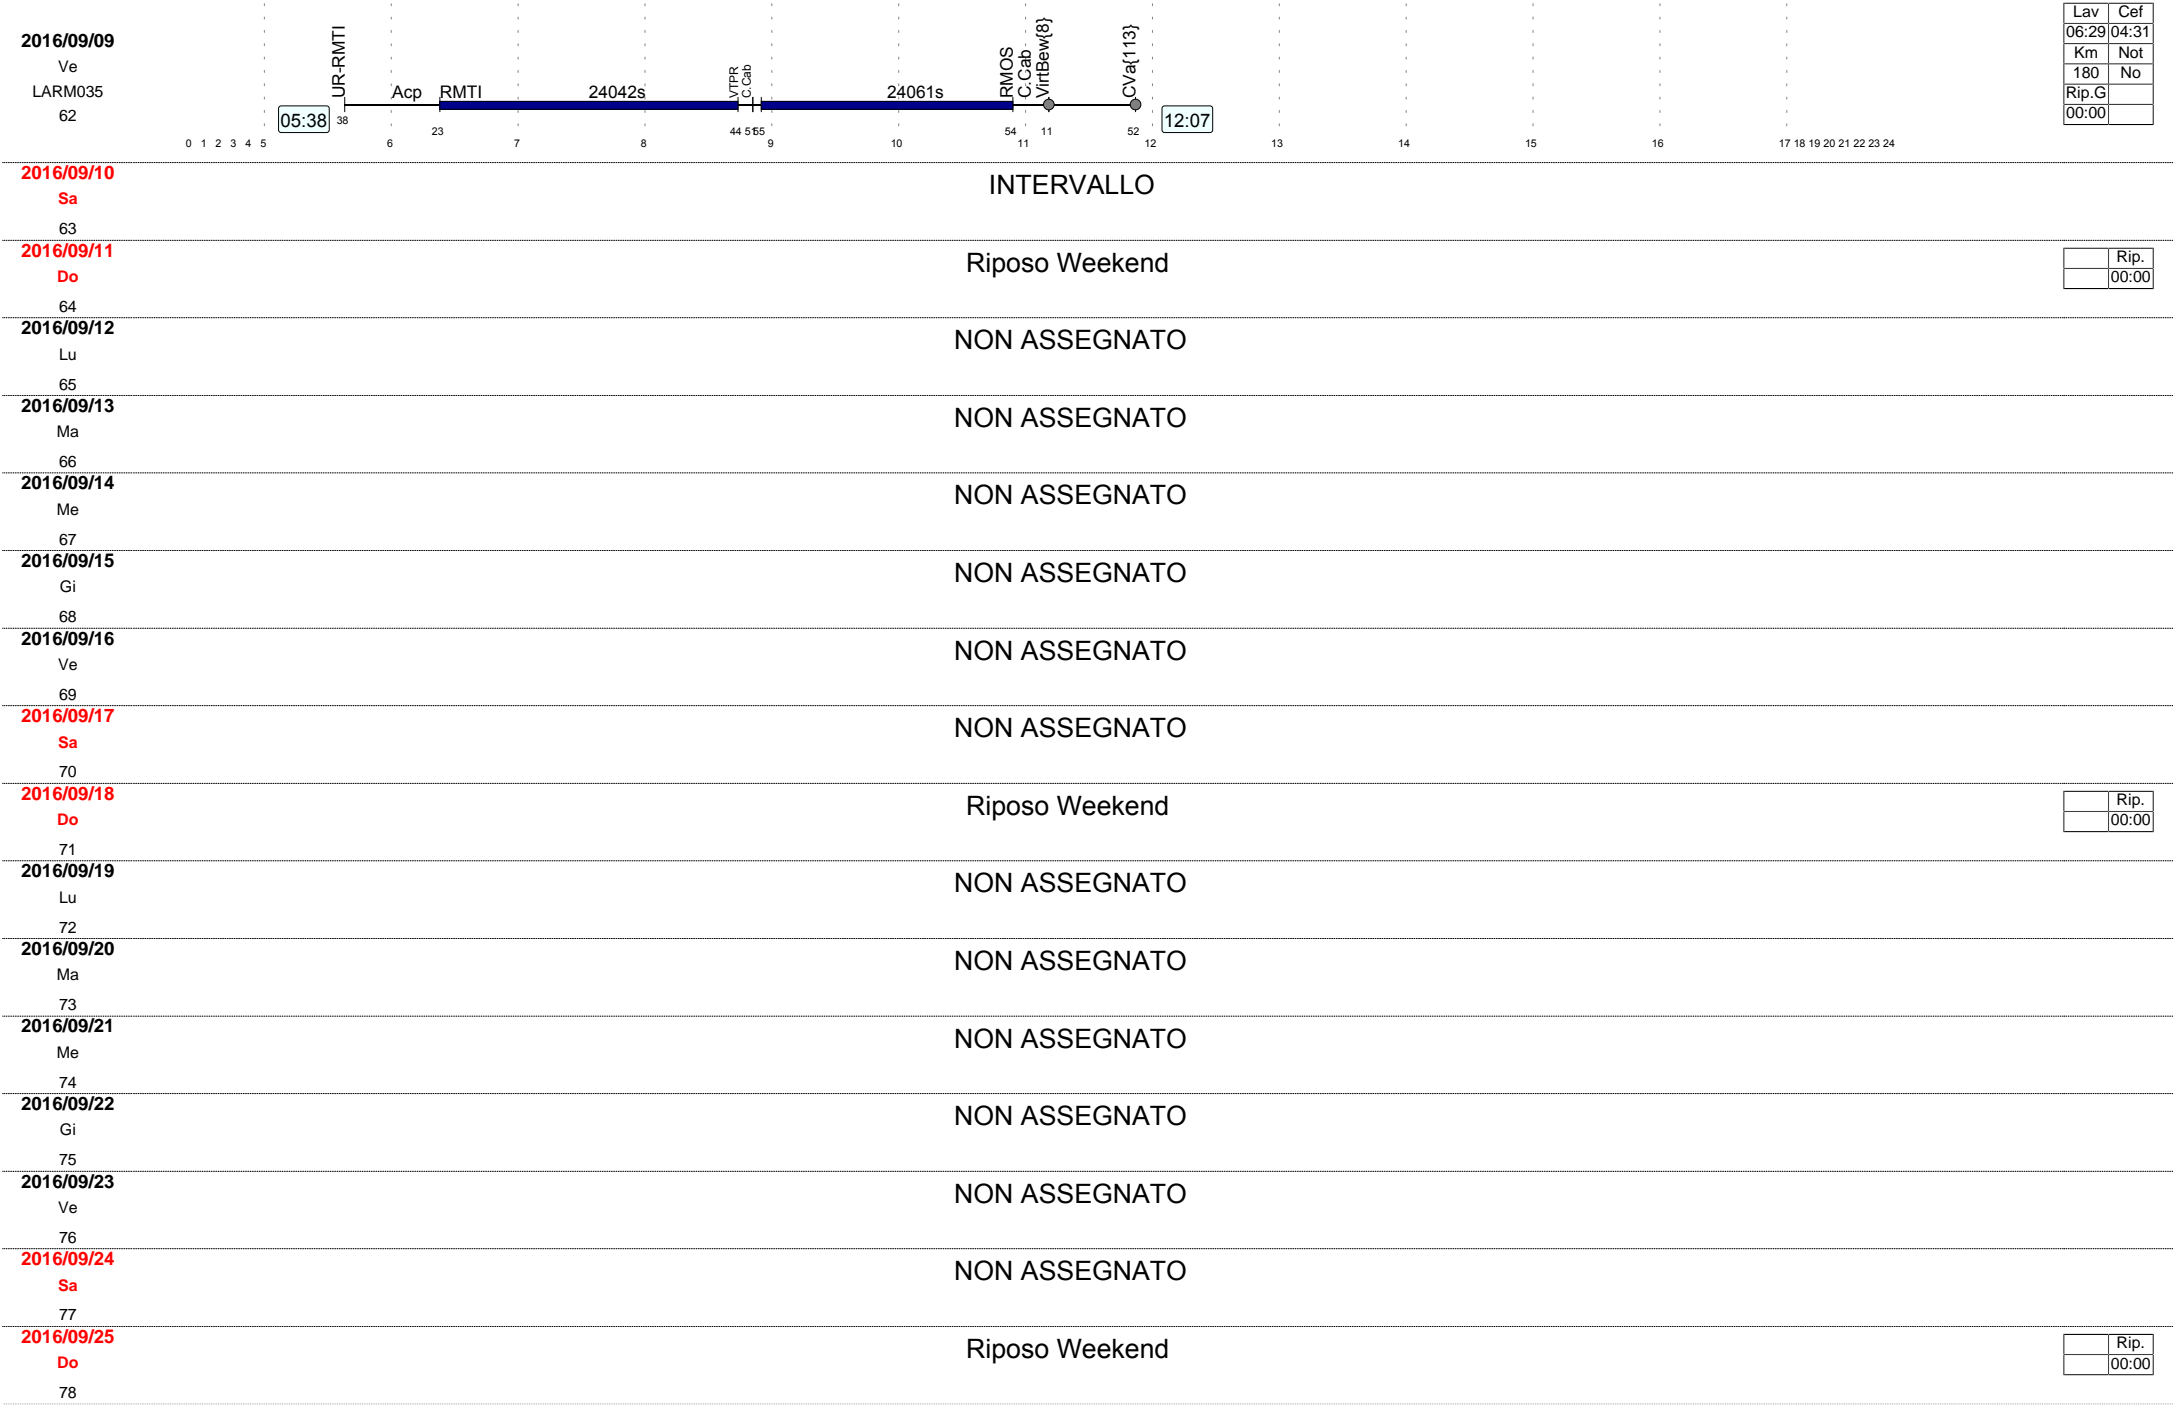 2016/09/09
Ve
LARM035
62
05:38
UR-RMTI
38
Acp
RMTI
23
24042s
VTPR
C.Cab
44 51 55
24061s
RMOS
C.Cab
VirtBew{8}
CVa{113}
54 11 52
12:07
0 1 2 3 4 5 6 7 8 9 10 11 12 13 14 15 16 17 18 19 20 21 22 23 24
Lav Cef
06:29 04:31
Km Not
180 No
Rip.G
00:00
2016/09/10
Sa
63
INTERVALLO
2016/09/11
Do
64
Riposo Weekend
Rip.
00:00
2016/09/12
Lu
65
NON ASSEGNATO
2016/09/13
Ma
66
NON ASSEGNATO
2016/09/14
Me
67
NON ASSEGNATO
2016/09/15
Gi
68
NON ASSEGNATO
2016/09/16
Ve
69
NON ASSEGNATO
2016/09/17
Sa
70
NON ASSEGNATO
2016/09/18
Do
71
Riposo Weekend
Rip.
00:00
2016/09/19
Lu
72
NON ASSEGNATO
2016/09/20
Ma
73
NON ASSEGNATO
2016/09/21
Me
74
NON ASSEGNATO
2016/09/22
Gi
75
NON ASSEGNATO
2016/09/23
Ve
76
NON ASSEGNATO
2016/09/24
Sa
77
NON ASSEGNATO
2016/09/25
Do
78
Riposo Weekend
Rip.
00:00